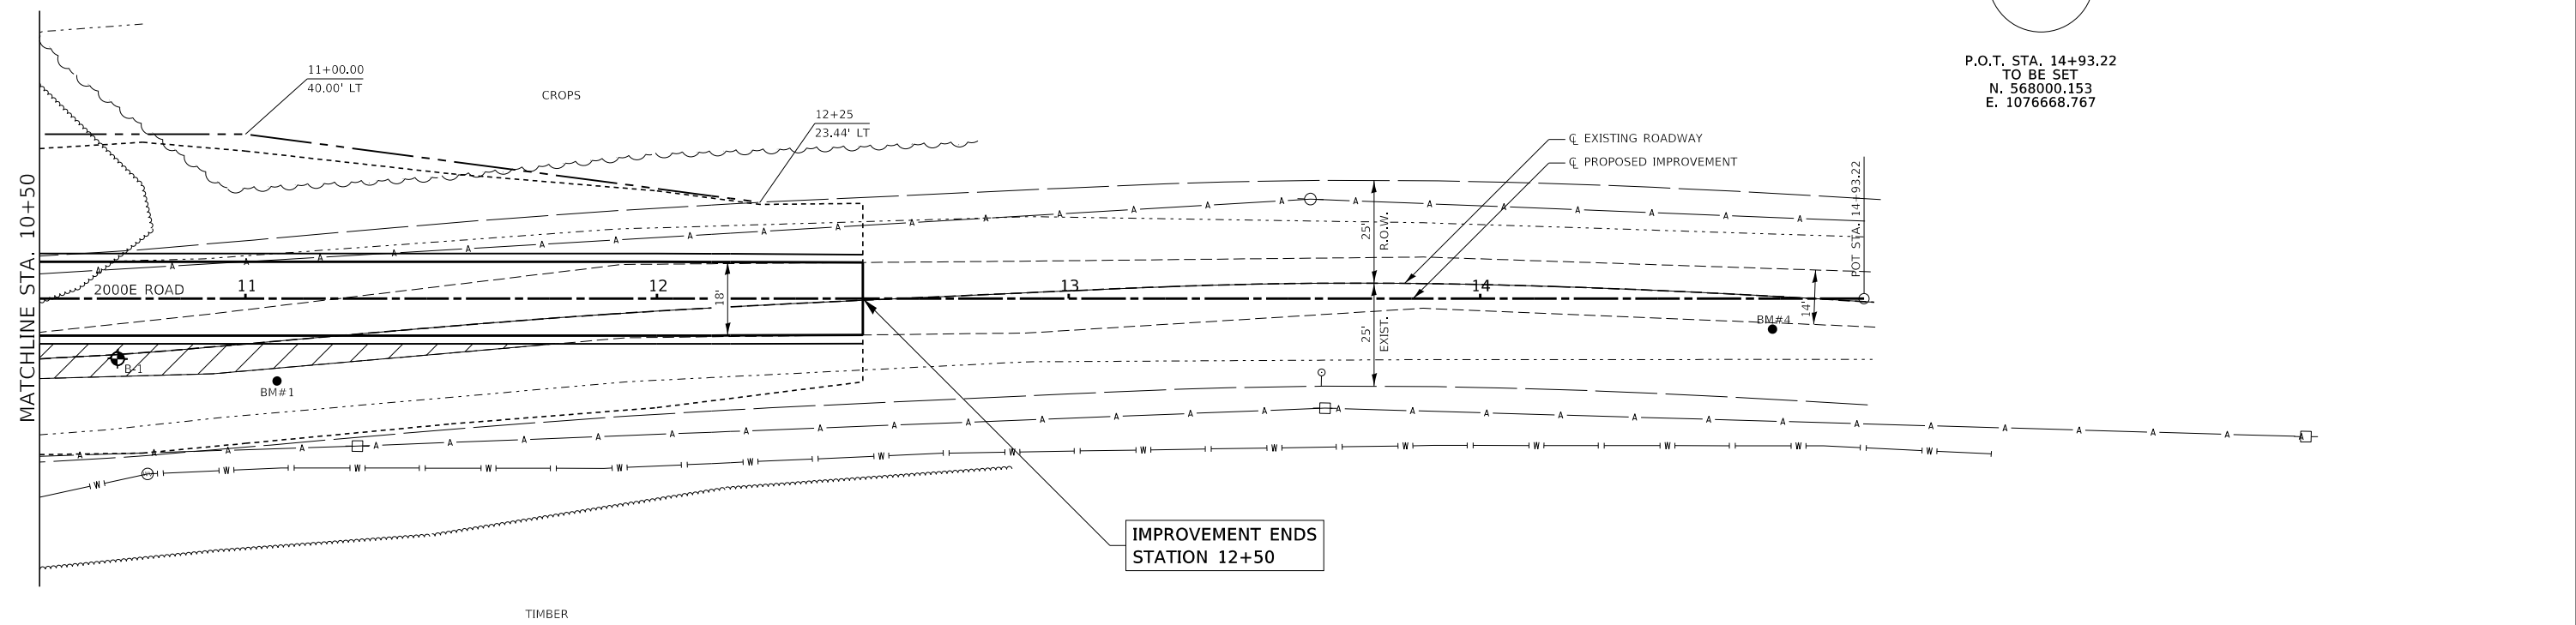 P.O.T. STA. 14+93.22
TO BE SET
N. 568000.153
E. 1076668.767
11+00.00
40.00' LT
CROPS
12+25
23.44' LT
℄ EXISTING ROADWAY
℄ PROPOSED IMPROVEMENT
POT STA. 14+93.22
MATCHLINE STA. 10+50
2000E ROAD
11
12
13
14
18'
25'
R.O.W.
25'
EXIST.
14'
BM#4
B-1
BM#1
A A A A A A A A A A A A A A A A A A A A A A A A
A A A A A A A A A A A A A A A A A A A A A A A A A A A A A A A
W W W W W W W W W W W W W W W
IMPROVEMENT ENDS
STATION 12+50
TIMBER